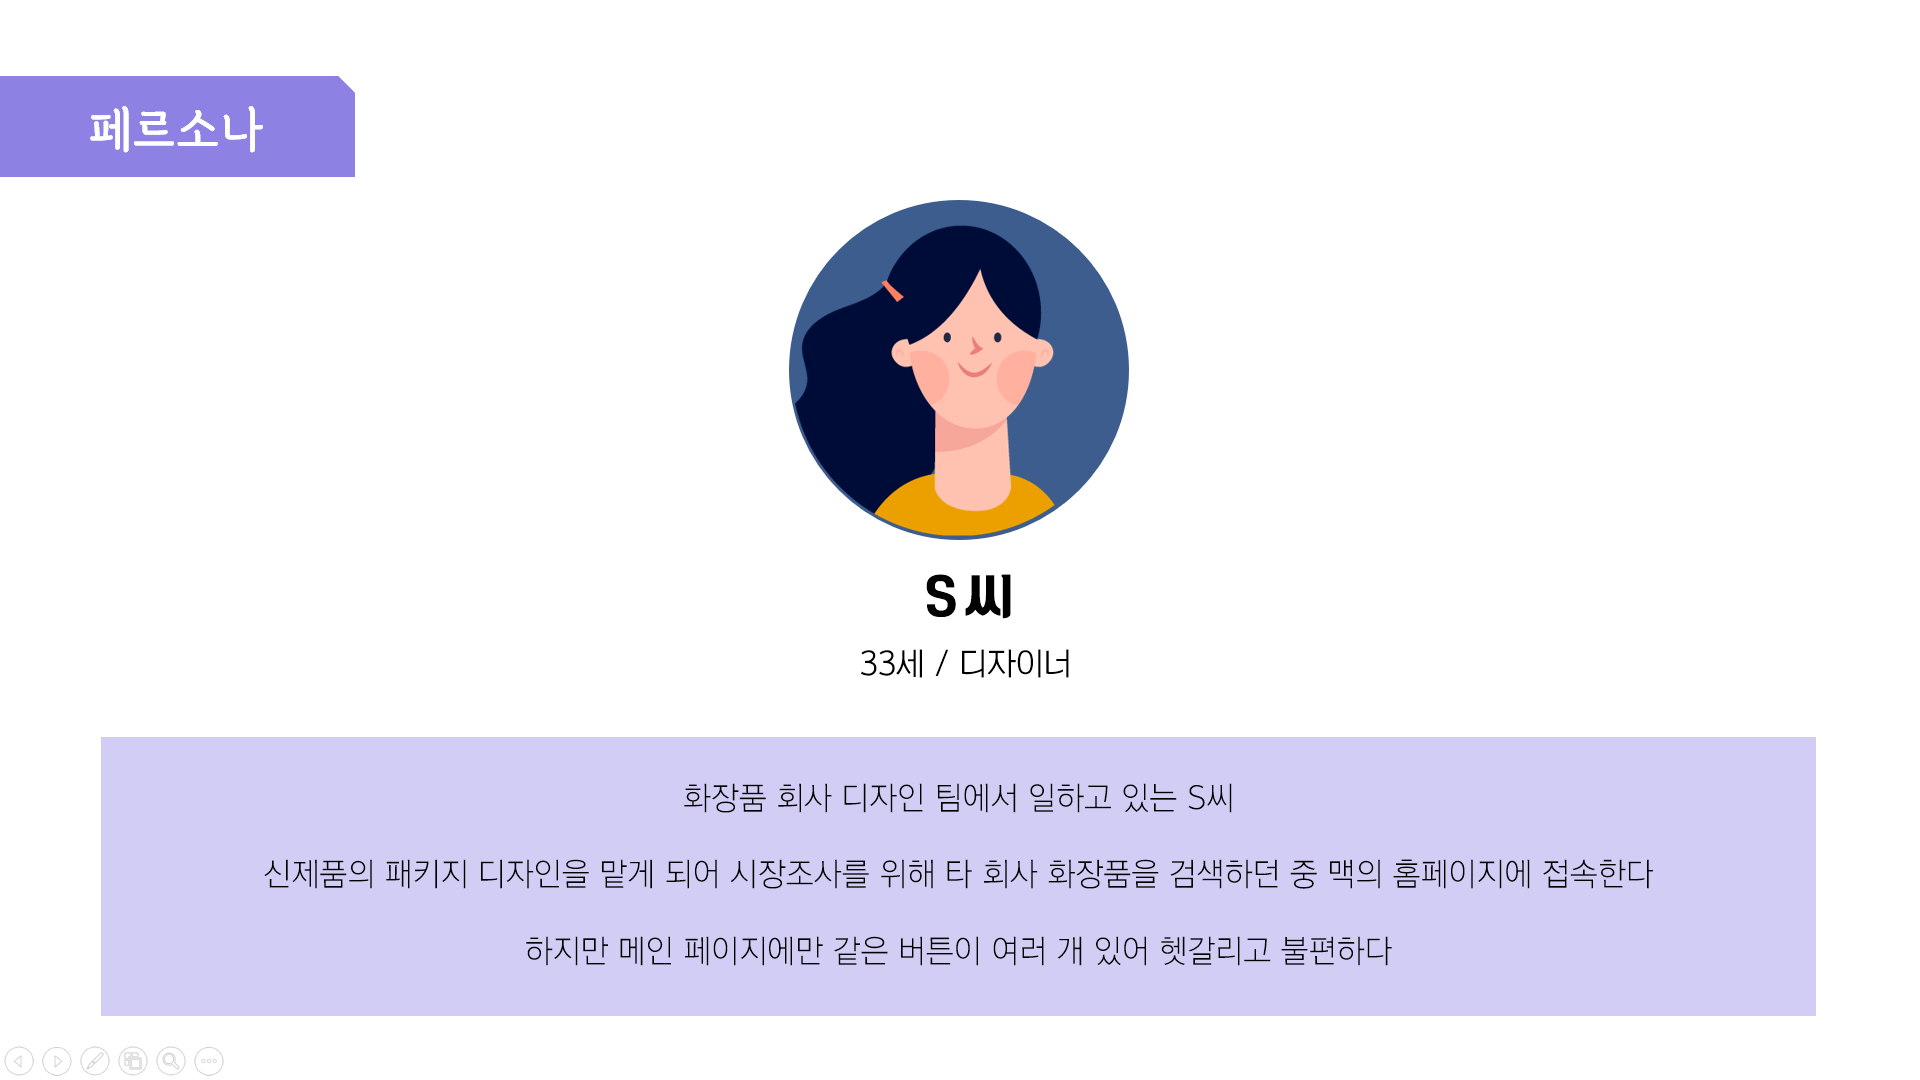 페르소나
S씨
33세 / 디자이너
화장품 회사 디자인 팀에서 일하고 있는 S씨
신제품의 패키지 디자인을 맡게 되어 시장조사를 위해 타 회사 화장품을 검색하던 중 맥의 홈페이지에 접속한다
하지만 메인 페이지에만 같은 버튼이 여러 개 있어 헷갈리고 불편하다